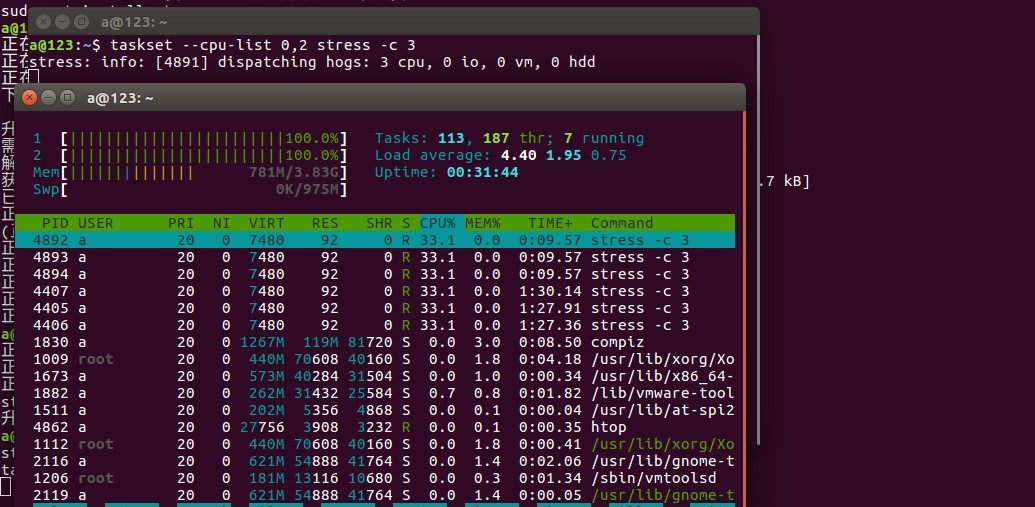 a@123: ~
a@123:~$ taskset --cpu-list 0,2 stress -c 3
stress: info: [4891] dispatching hogs: 3 cpu, 0 io, 0 vm, 0 hdd
a@123: ~
1 [||||||||||||||||||||||||100.0%] Tasks: 113, 187 thr; 7 running
2 [||||||||||||||||||||||||100.0%] Load average: 4.40 1.95 0.75
Mem[|||||||||||||| 781M/3.83G] Uptime: 00:31:44
Swp[ 0K/975M]
.7 kB]
PID USER PRI NI VIRT RES SHR S CPU% MEM% TIME+ Command
4892 a 20 0 7480 92 0 R 33.1 0.0 0:09.57 stress -c 3
4893 a 20 0 7480 92 0 R 33.1 0.0 0:09.57 stress -c 3
4894 a 20 0 7480 92 0 R 33.1 0.0 0:09.57 stress -c 3
4407 a 20 0 7480 92 0 R 33.1 0.0 1:30.14 stress -c 3
4405 a 20 0 7480 92 0 R 33.1 0.0 1:27.91 stress -c 3
4406 a 20 0 7480 92 0 R 33.1 0.0 1:27.36 stress -c 3
1830 a 20 0 1267M 119M 81720 S 0.0 3.0 0:08.50 compiz
1009 root 20 0 440M 70608 40160 S 0.0 1.8 0:04.18 /usr/lib/xorg/Xo
1673 a 20 0 573M 40284 31504 S 0.0 1.0 0:00.34 /usr/lib/x86_64-
1882 a 20 0 262M 31432 25584 S 0.7 0.8 0:01.82 /lib/vmware-tool
1511 a 20 0 202M 5356 4868 S 0.0 0.1 0:00.04 /usr/lib/at-spi2
4862 a 20 0 27756 3908 3232 R 0.0 0.1 0:00.35 htop
1112 root 20 0 440M 70608 40160 S 0.0 1.8 0:00.41 /usr/lib/xorg/Xo
2116 a 20 0 621M 54888 41764 S 0.0 1.4 0:02.06 /usr/lib/gnome-t
1206 root 20 0 181M 13116 10680 S 0.0 0.3 0:01.34 /sbin/vmtoolsd
2119 a 20 0 621M 54888 41764 S 0.0 1.4 0:00.05 /usr/lib/gnome-t